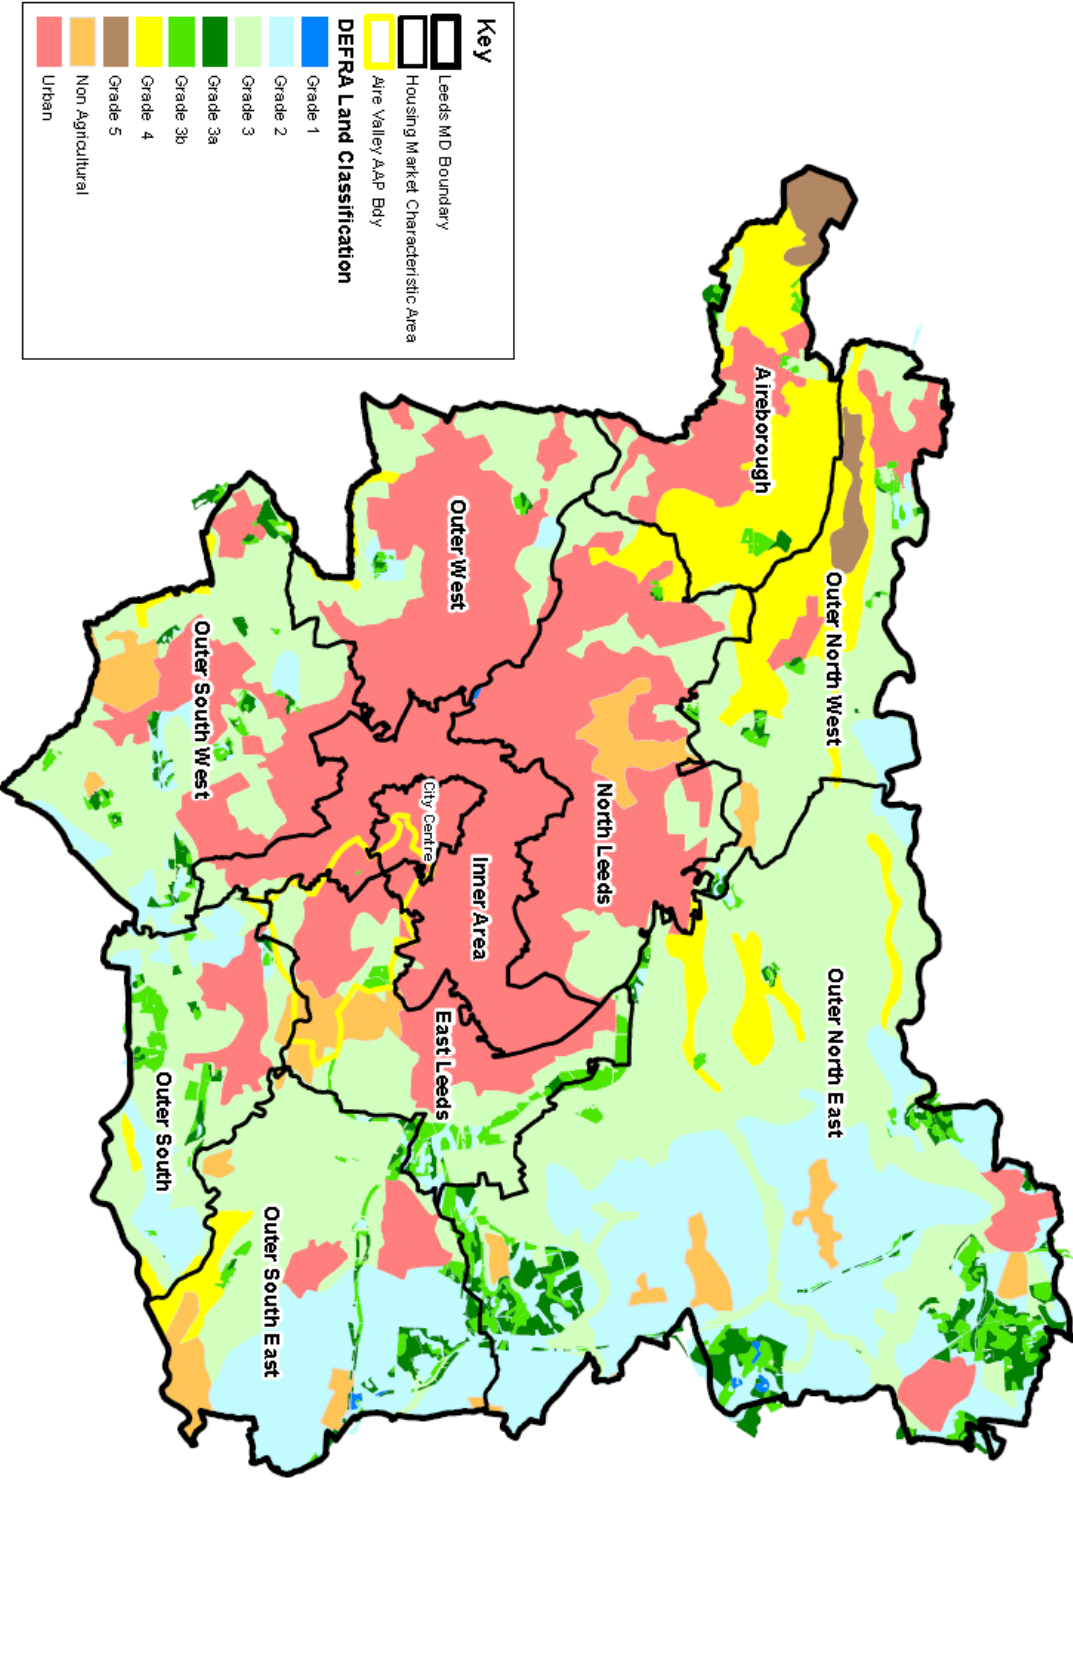 Key
Leeds MD Boundary
Housing Market Characteristic Area
Aire Valley AAP Bdy
DEFRA Land Classification
Grade 1
Grade 2
Grade 3
Grade 3a
Grade 3b
Grade 4
Grade 5
Non Agricultural
Urban
Aireborough
Outer North West
Outer North East
North Leeds
Outer West
City Centre
Inner Area
East Leeds
Outer South West
Outer South
Outer South East